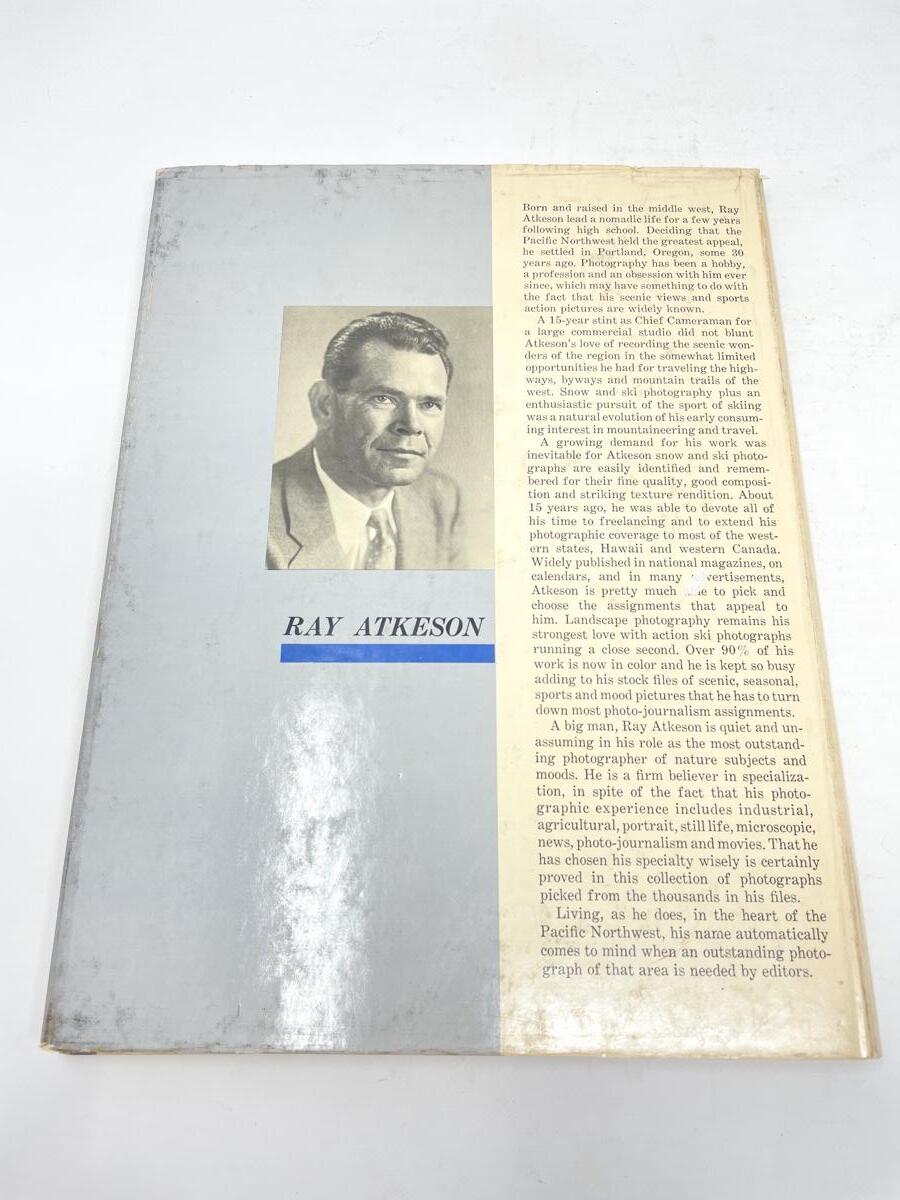 RAY ATKESON
Born and raised in the middle west, Ray
Atkeson lead a nomadic life for a few years
following high school. Deciding that the
Pacific Northwest held the greatest appeal,
he settled in Portland, Oregon, some 30
years ago. Photography has been a hobby,
a profession and an obsession with him ever
since, which may have something to do with
the fact that his scenic views and sports
action pictures are widely known.
A 15-year stint as Chief Cameraman for
a large commercial studio did not blunt
Atkeson's love of recording the scenic won-
ders of the region in the somewhat limited
opportunities he had for traveling the high-
ways, byways and mountain trails of the
west. Snow and ski photography plus an
enthusiastic pursuit of the sport of skiing
was a natural evolution of his early consum-
ing interest in mountaineering and travel.
A growing demand for his work was
inevitable for Atkeson snow and ski photo-
graphs are easily identified and remem-
bered for their fine quality, good composi-
tion and striking texture rendition. About
15 years ago, he was able to devote all of
his time to freelancing and to extend his
photographic coverage to most of the west-
ern states, Hawaii and western Canada.
Widely published in national magazines, on
calendars, and in many vertisements,
Atkeson is pretty much to pick and
choose the assignments that appeal to
him. Landscape photography remains his
strongest love with action ski photographs
running a close second. Over 90% of his
work is now in color and he is kept so busy
adding to his stock files of scenic, seasonal,
sports and mood pictures that he has to turn
down most photo-journalism assignments.
A big man, Ray Atkeson is quiet and un-
assuming in his role as the most outstand-
ing photographer of nature subjects and
moods. He is a firm believer in specializa-
tion, in spite of the fact that his photo-
graphic experience includes industrial,
agricultural, portrait, still life, microscopic,
news, photo-journalism and movies. That he
has chosen his specialty wisely is certainly
proved in this collection of photographs
picked from the thousands in his files.
Living, as he does, in the heart of the
Pacific Northwest, his name automatically
comes to mind when an outstanding photo-
graph of that area is needed by editors.